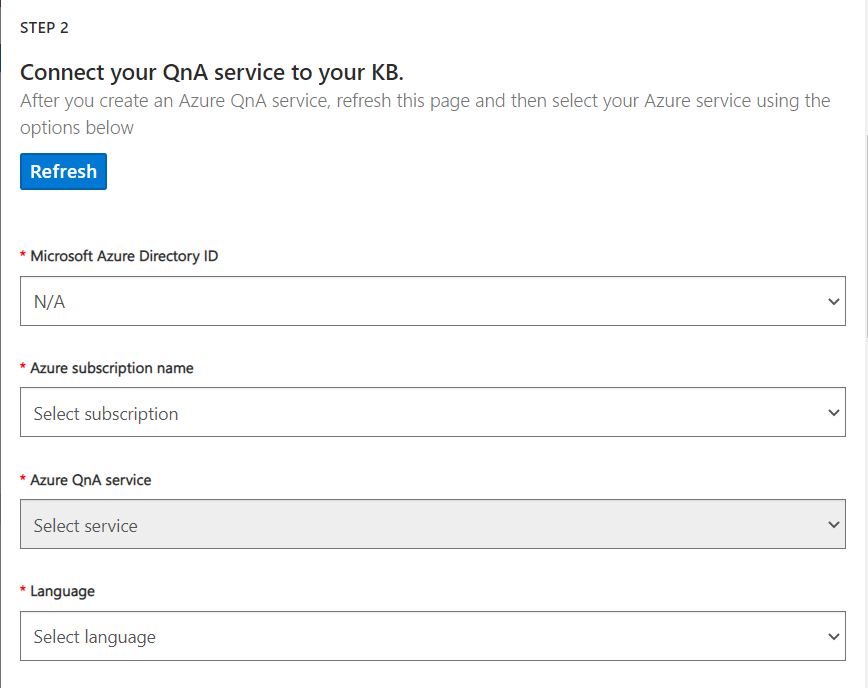 STEP 2
Connect your QnA service to your KB.
After you create an Azure QnA service, refresh this page and then select your Azure service using the
options below
Refresh
* Microsoft Azure Directory ID
N/A
* Azure subscription name
Select subscription
* Azure QnA service
Select service
* Language
Select language